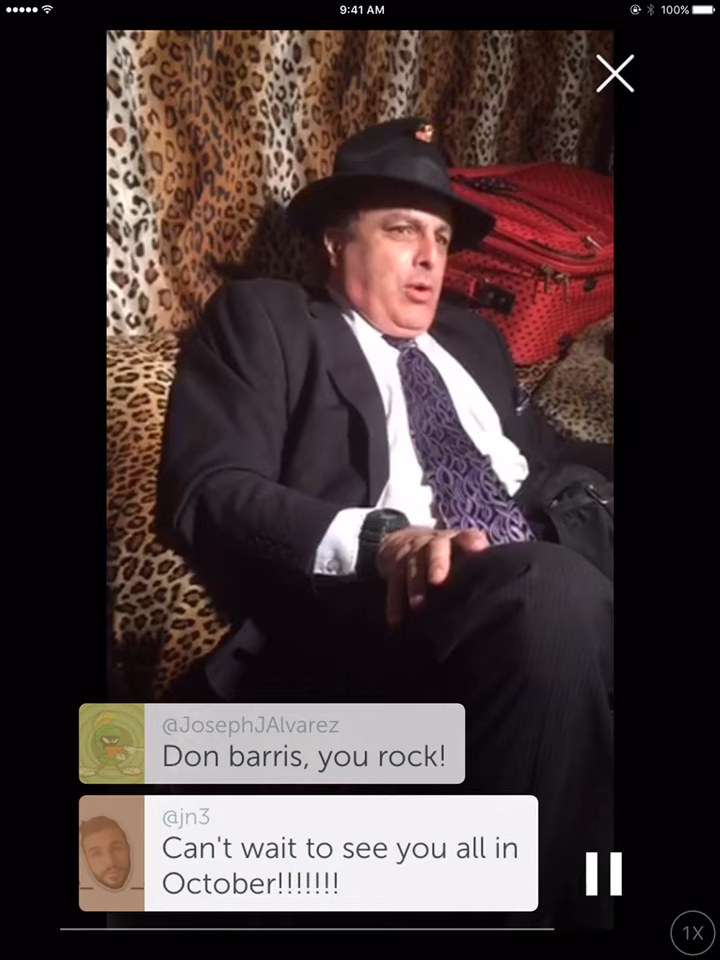 9:41 AM
100%
@JosephJAlvarez
Don barris, you rock!
@jn3
Can't wait to see you all in
October!!!!!!!
1X